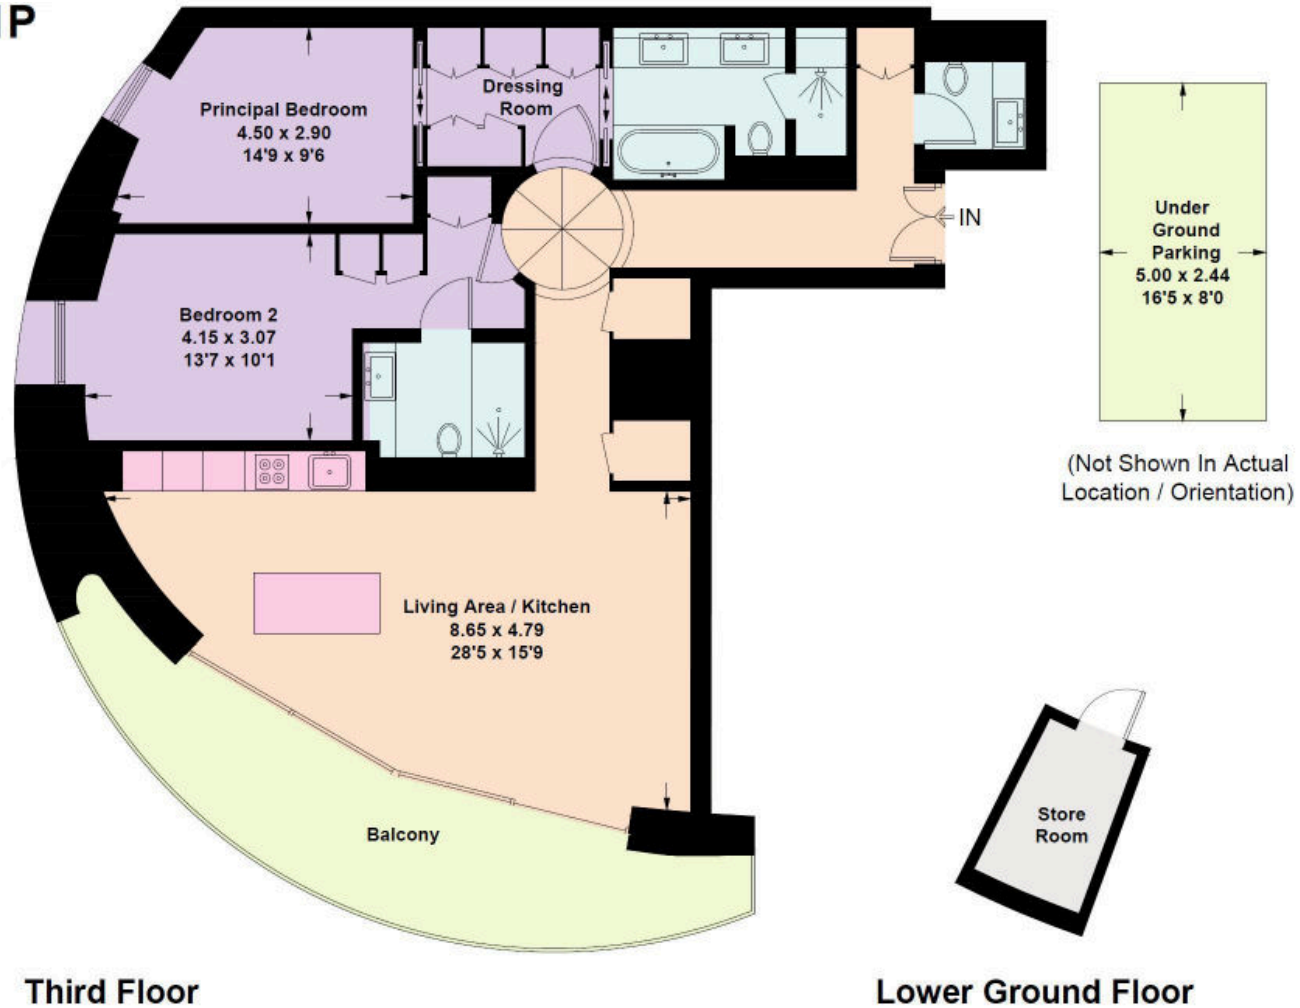 Principal Bedroom
4.50 x 2.90
14'9 x 9'6
Dressing
Room
IN
Under
Ground
Parking
5.00 x 2.44
16'5 x 8'0
Bedroom 2
4.15 x 3.07
13'7 x 10'1
(Not Shown In Actual
Location / Orientation)
Living Area / Kitchen
8.65 x 4.79
28'5 x 15'9
Balcony
Store
Room
Third Floor
Lower Ground Floor